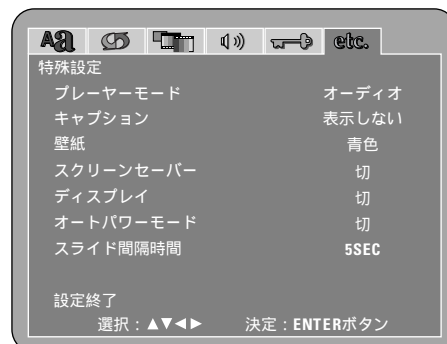 Aa etc.
特殊設定
プレーヤーモード オーディオ
キャプション 表示しない
壁紙 青色
スクリーンセーバー 切
ディスプレイ 切
オートパワーモード 切
スライド間隔時間 5SEC
設定終了
選択：▲▼◀▶ 決定：ENTERボタン